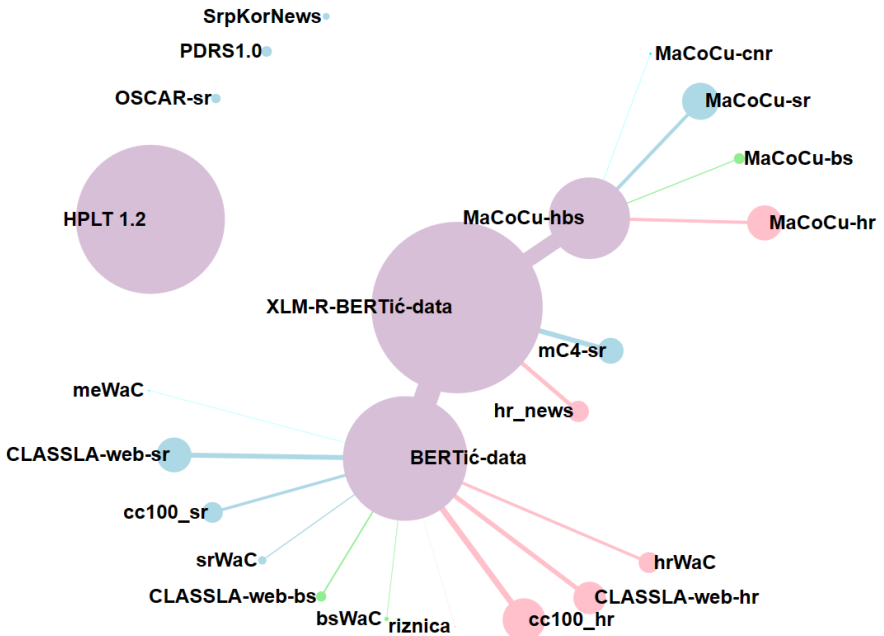 SrpKorNews
PDRS1.0
MaCoCu-cnr
OSCAR-sr
MaCoCu-sr
MaCoCu-bs
HPLT 1.2
MaCoCu-hbs
MaCoCu-hr
XLM-R-BERTić-data
mC4-sr
meWaC
hr_news
CLASSLA-web-sr
BERTić-data
cc100_sr
srWaC
hrWaC
CLASSLA-web-bs
CLASSLA-web-hr
bsWaC
riznica
cc100_hr